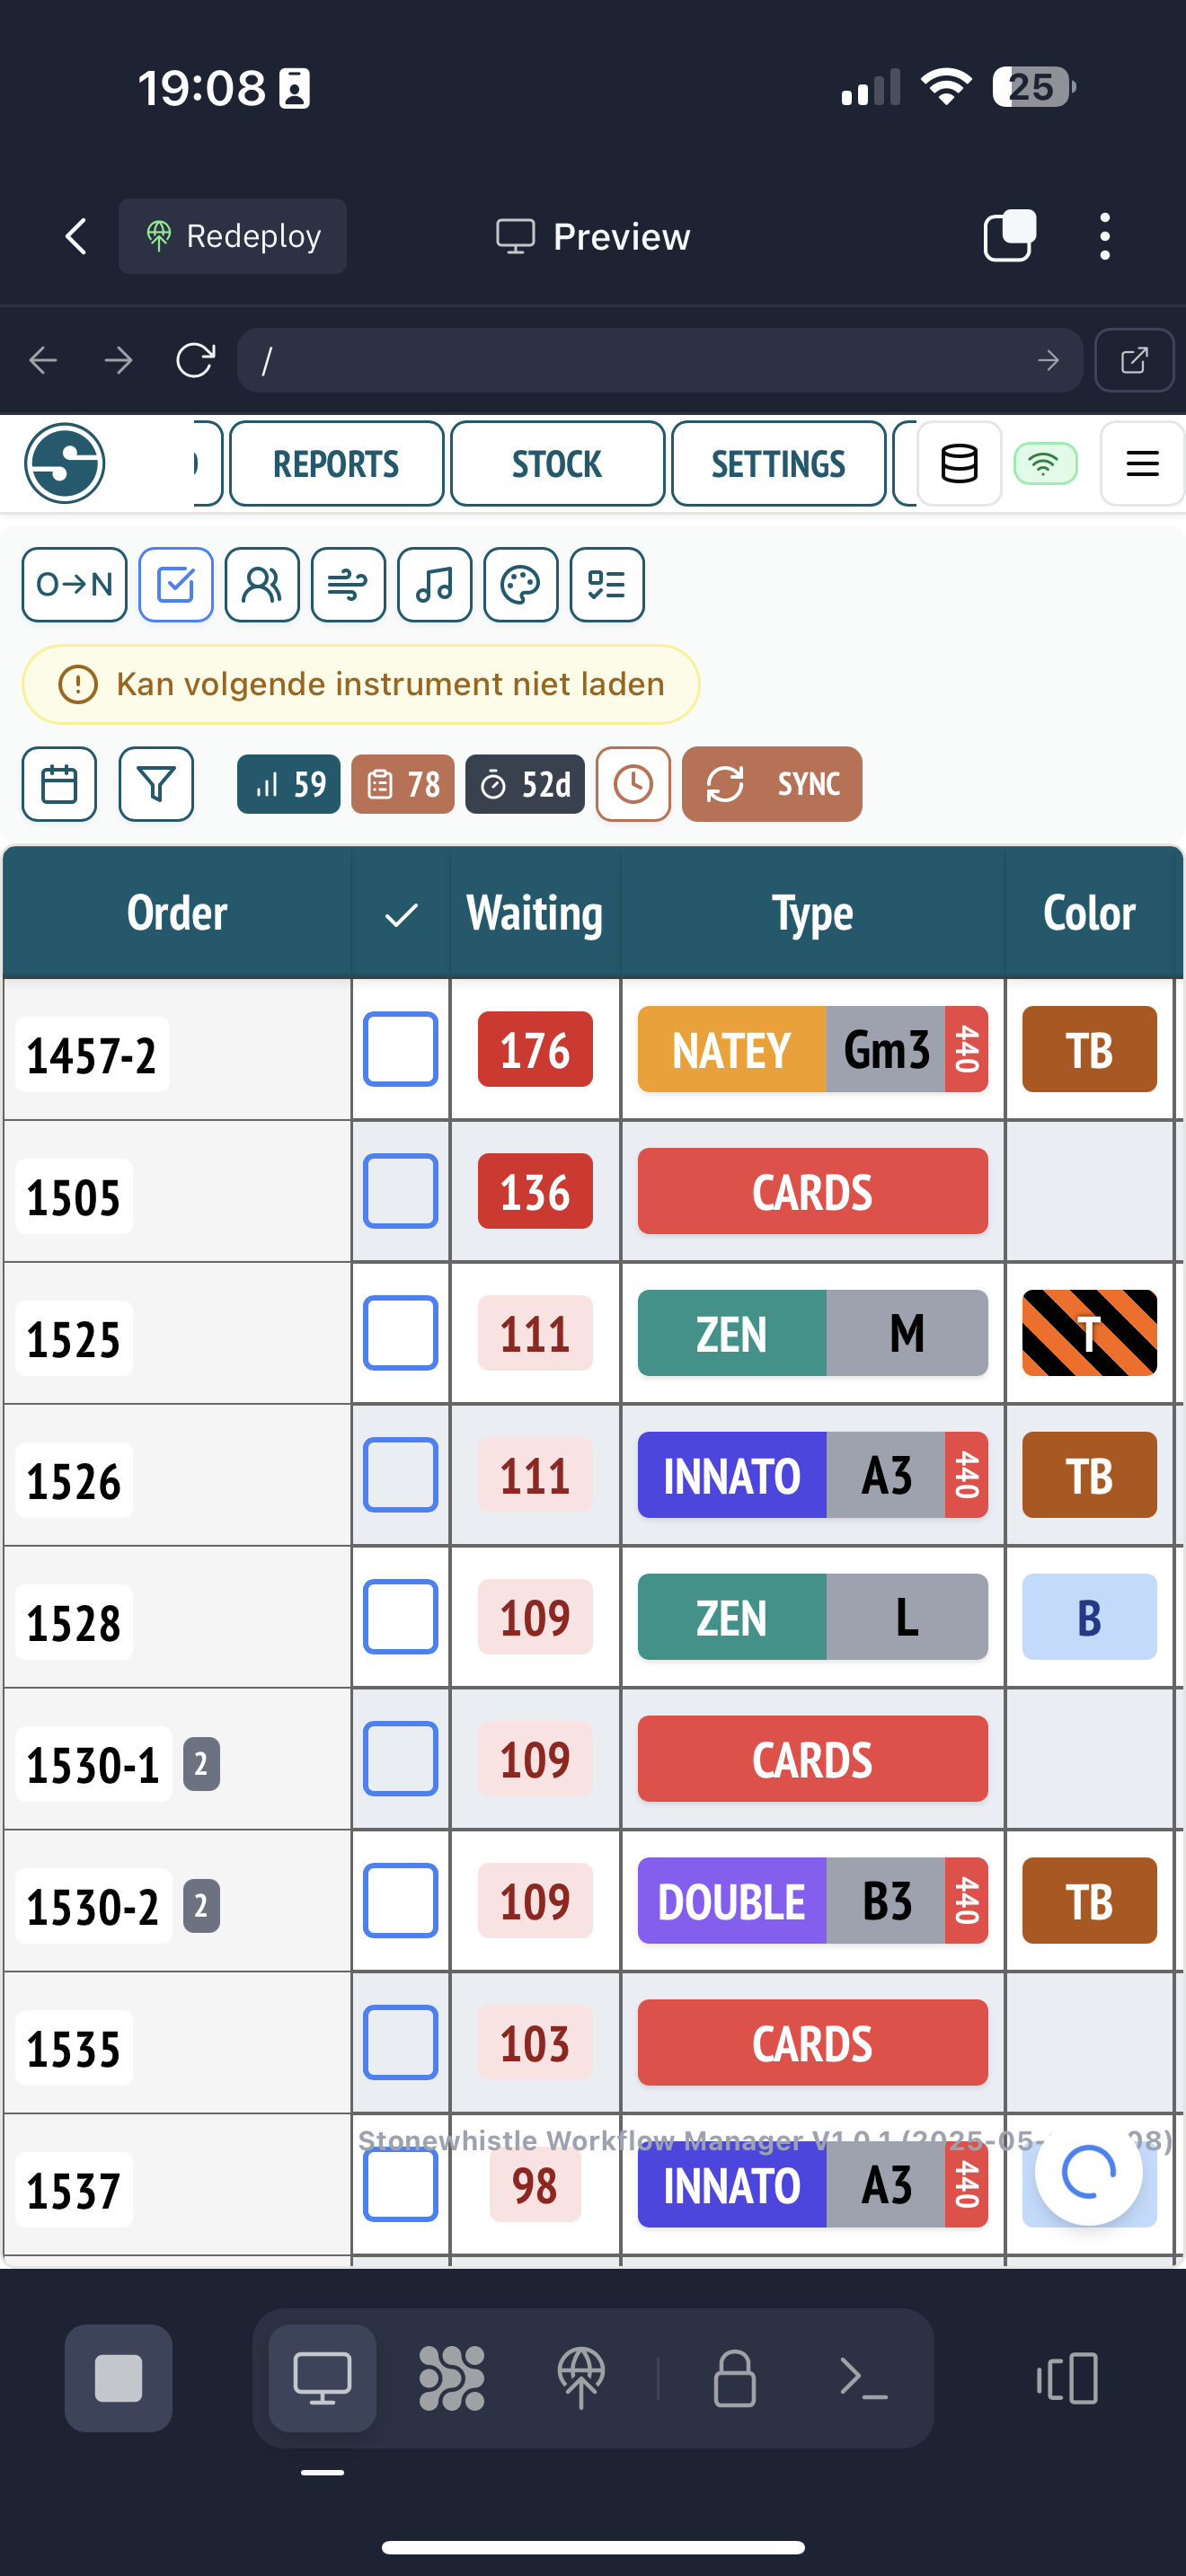 19:08 25
Redeploy Preview
/
REPORTS STOCK SETTINGS
O→N
Kan volgende instrument niet laden
59 78 52d SYNC
Order Waiting Type Color
1457-2 176 NATEY Gm3 440 TB
1505 136 CARDS
1525 111 ZEN M T
1526 111 INNATO A3 440 TB
1528 109 ZEN L B
1530-1 2 109 CARDS
1530-2 2 109 DOUBLE B3 440 TB
1535 103 CARDS
Stonewhistle Workflow Manager V1.0.1 (2025-05- 08)
1537 98 INNATO A3 440